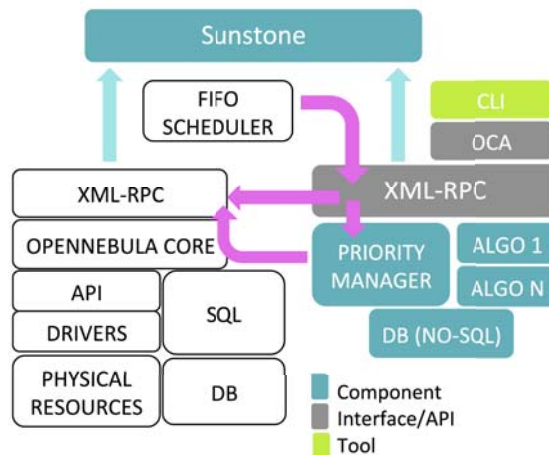 Sunstone
FIFO
SCHEDULER
CLI
OCA
XML-RPC
XML-RPC
OPENNEBULA CORE
PRIORITY
MANAGER
ALGO 1
ALGO N
API
SQL
DRIVERS
DB (NO-SQL)
PHYSICAL
RESOURCES
DB
Component
Interface/API
Tool